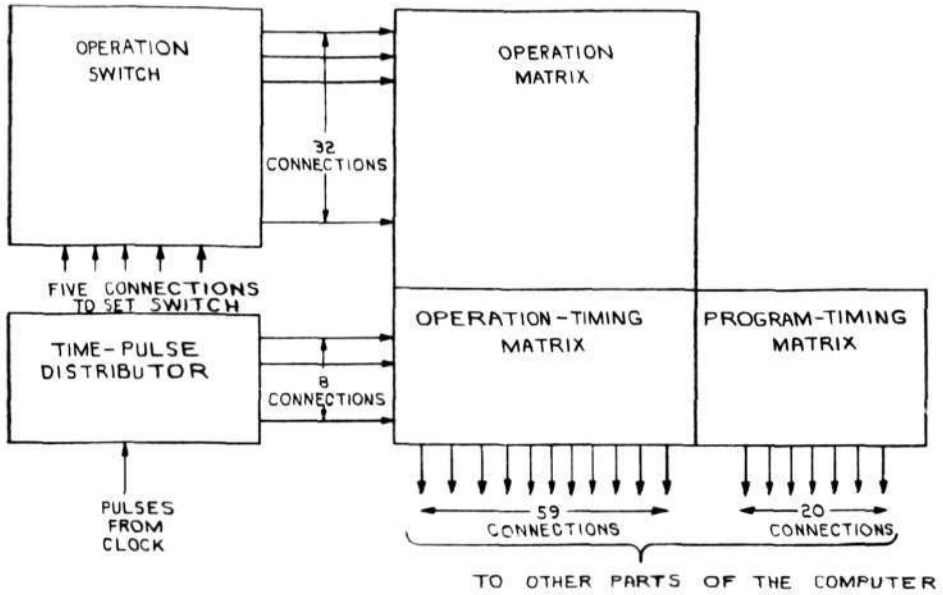 OPERATION
SWITCH
OPERATION
MATRIX
32
CONNECTIONS
FIVE CONNECTIONS
TO SET SWITCH
TIME-PULSE
DISTRIBUTOR
8
CONNECTIONS
OPERATION-TIMING
MATRIX
PROGRAM-TIMING
MATRIX
PULSES
FROM
CLOCK
59
CONNECTIONS
20
CONNECTIONS
TO OTHER PARTS OF THE COMPUTER